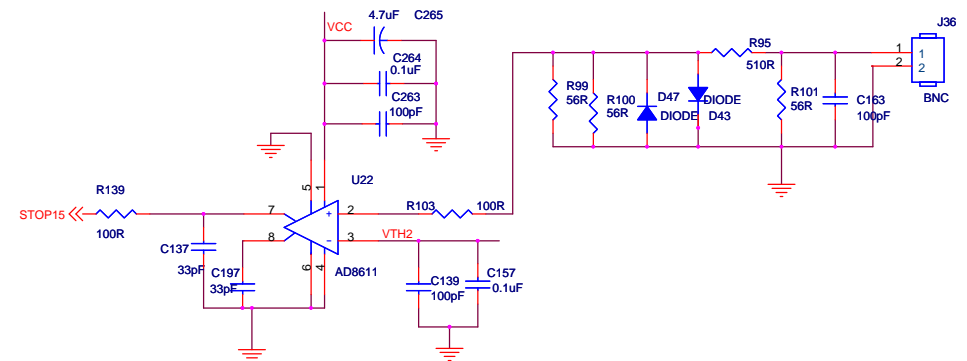 4.7uF C265
VCC
C264
0.1uF
C263
100pF
J36
1 1
2 2
BNC
R95
510R
R99
56R
R100
56R
D47
DIODE
DIODE
D43
R101
56R
C163
100pF
U22
5 1
R139
STOP15
100R
7 + 2
8 - 3
6 4
AD8611
R103 100R
VTH2
C137
33pF
C197
33pF
C139
100pF
C157
0.1uF